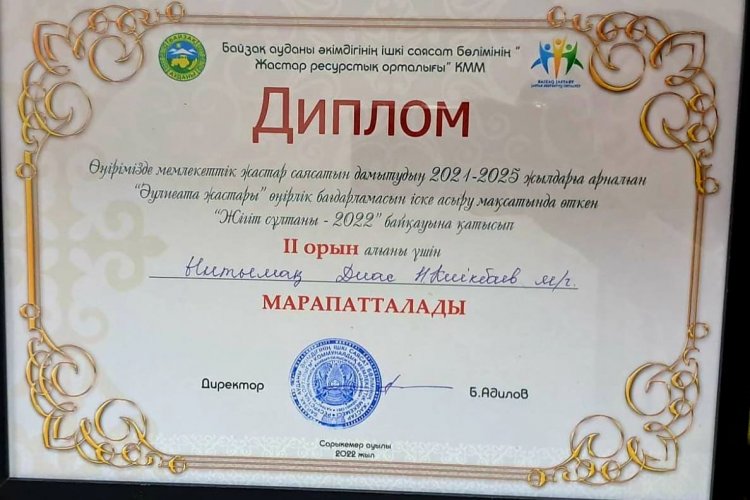 Байзақ ауданы әкімдігінің ішкі саясат бөлімінің "
Жастар ресурстық орталығы" КММ
Диплом
Өңірімізде мемлекеттік жастар саясатын дамытудың 2021-2025 жылдарға арналған
"Әулиеата жастары" өңірлік бағдарламасын іске асыру мақсатында өткен
"Жігіт сұлтаны - 2022" байқауына қатысып
II орын алғаны үшін
Диас
МАРАПАТТАЛАДЫ
Директор
Б.Адилов
Сарыкемер ауылы
2022 жыл